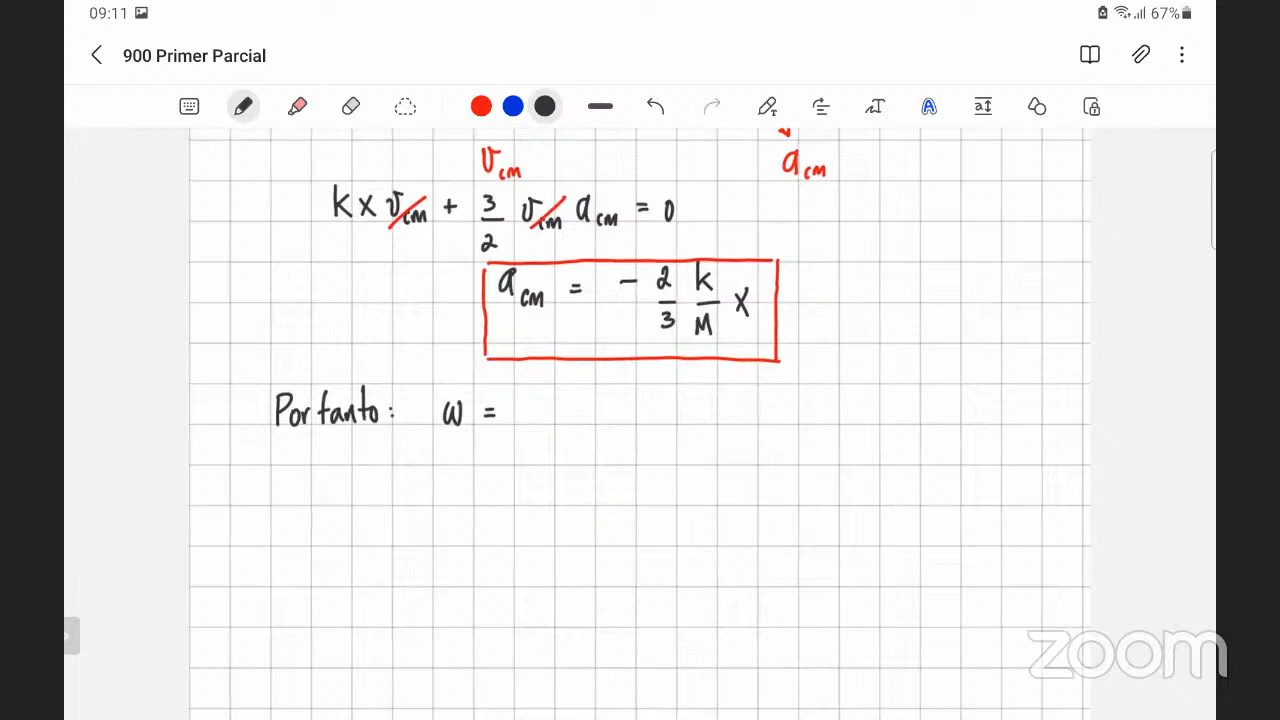 09:11 67%
900 Primer Parcial
v_cm a_cm
k x v_cm + 3/2 v_cm a_cm = 0
a_cm = - 2/3 k/M x
Por tanto: ω =
zoom